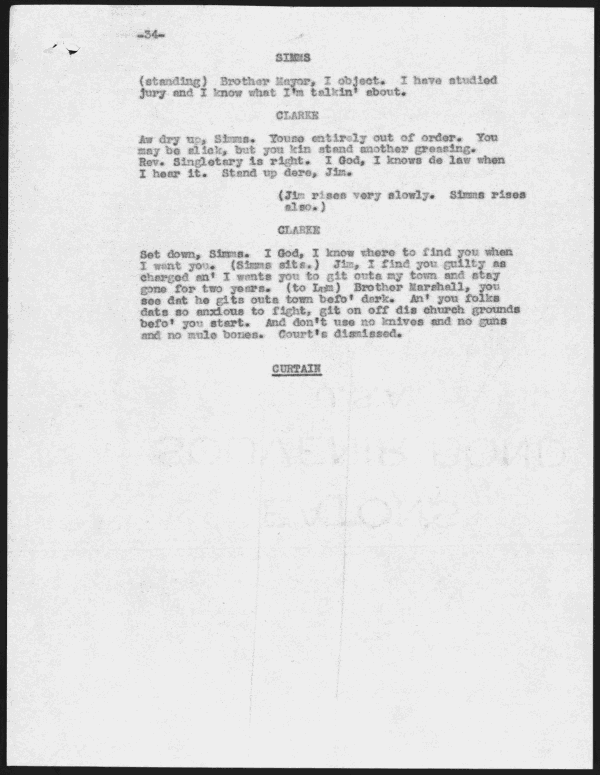 -34-
SIMMS
(standing) Brother Mayor, I object. I have studied
jury and I know what I'm talkin' about.
CLARKE
Aw dry up, Simms. Youse entirely out of order. You
may be slick, but you kin stand another greasing.
Rev. Singletary is right. I God, I knows de law when
I hear it. Stand up dere, Jim.
(Jim rises very slowly. Simms rises
also.)
CLARKE
Set down, Simms. I God, I know where to find you when
I want you. (Simms sits.) Jim, I find you guilty as
charged an' I wants you to git outa my town and stay
gone for two years. (to Lum) Brother Marshall, you
see dat he gits outa town befo' dark. An' you folks
dats so anxious to fight, git on off dis church grounds
befo' you start. And don't use no knives and no guns
and no mule bones. Court's dismissed.
CURTAIN